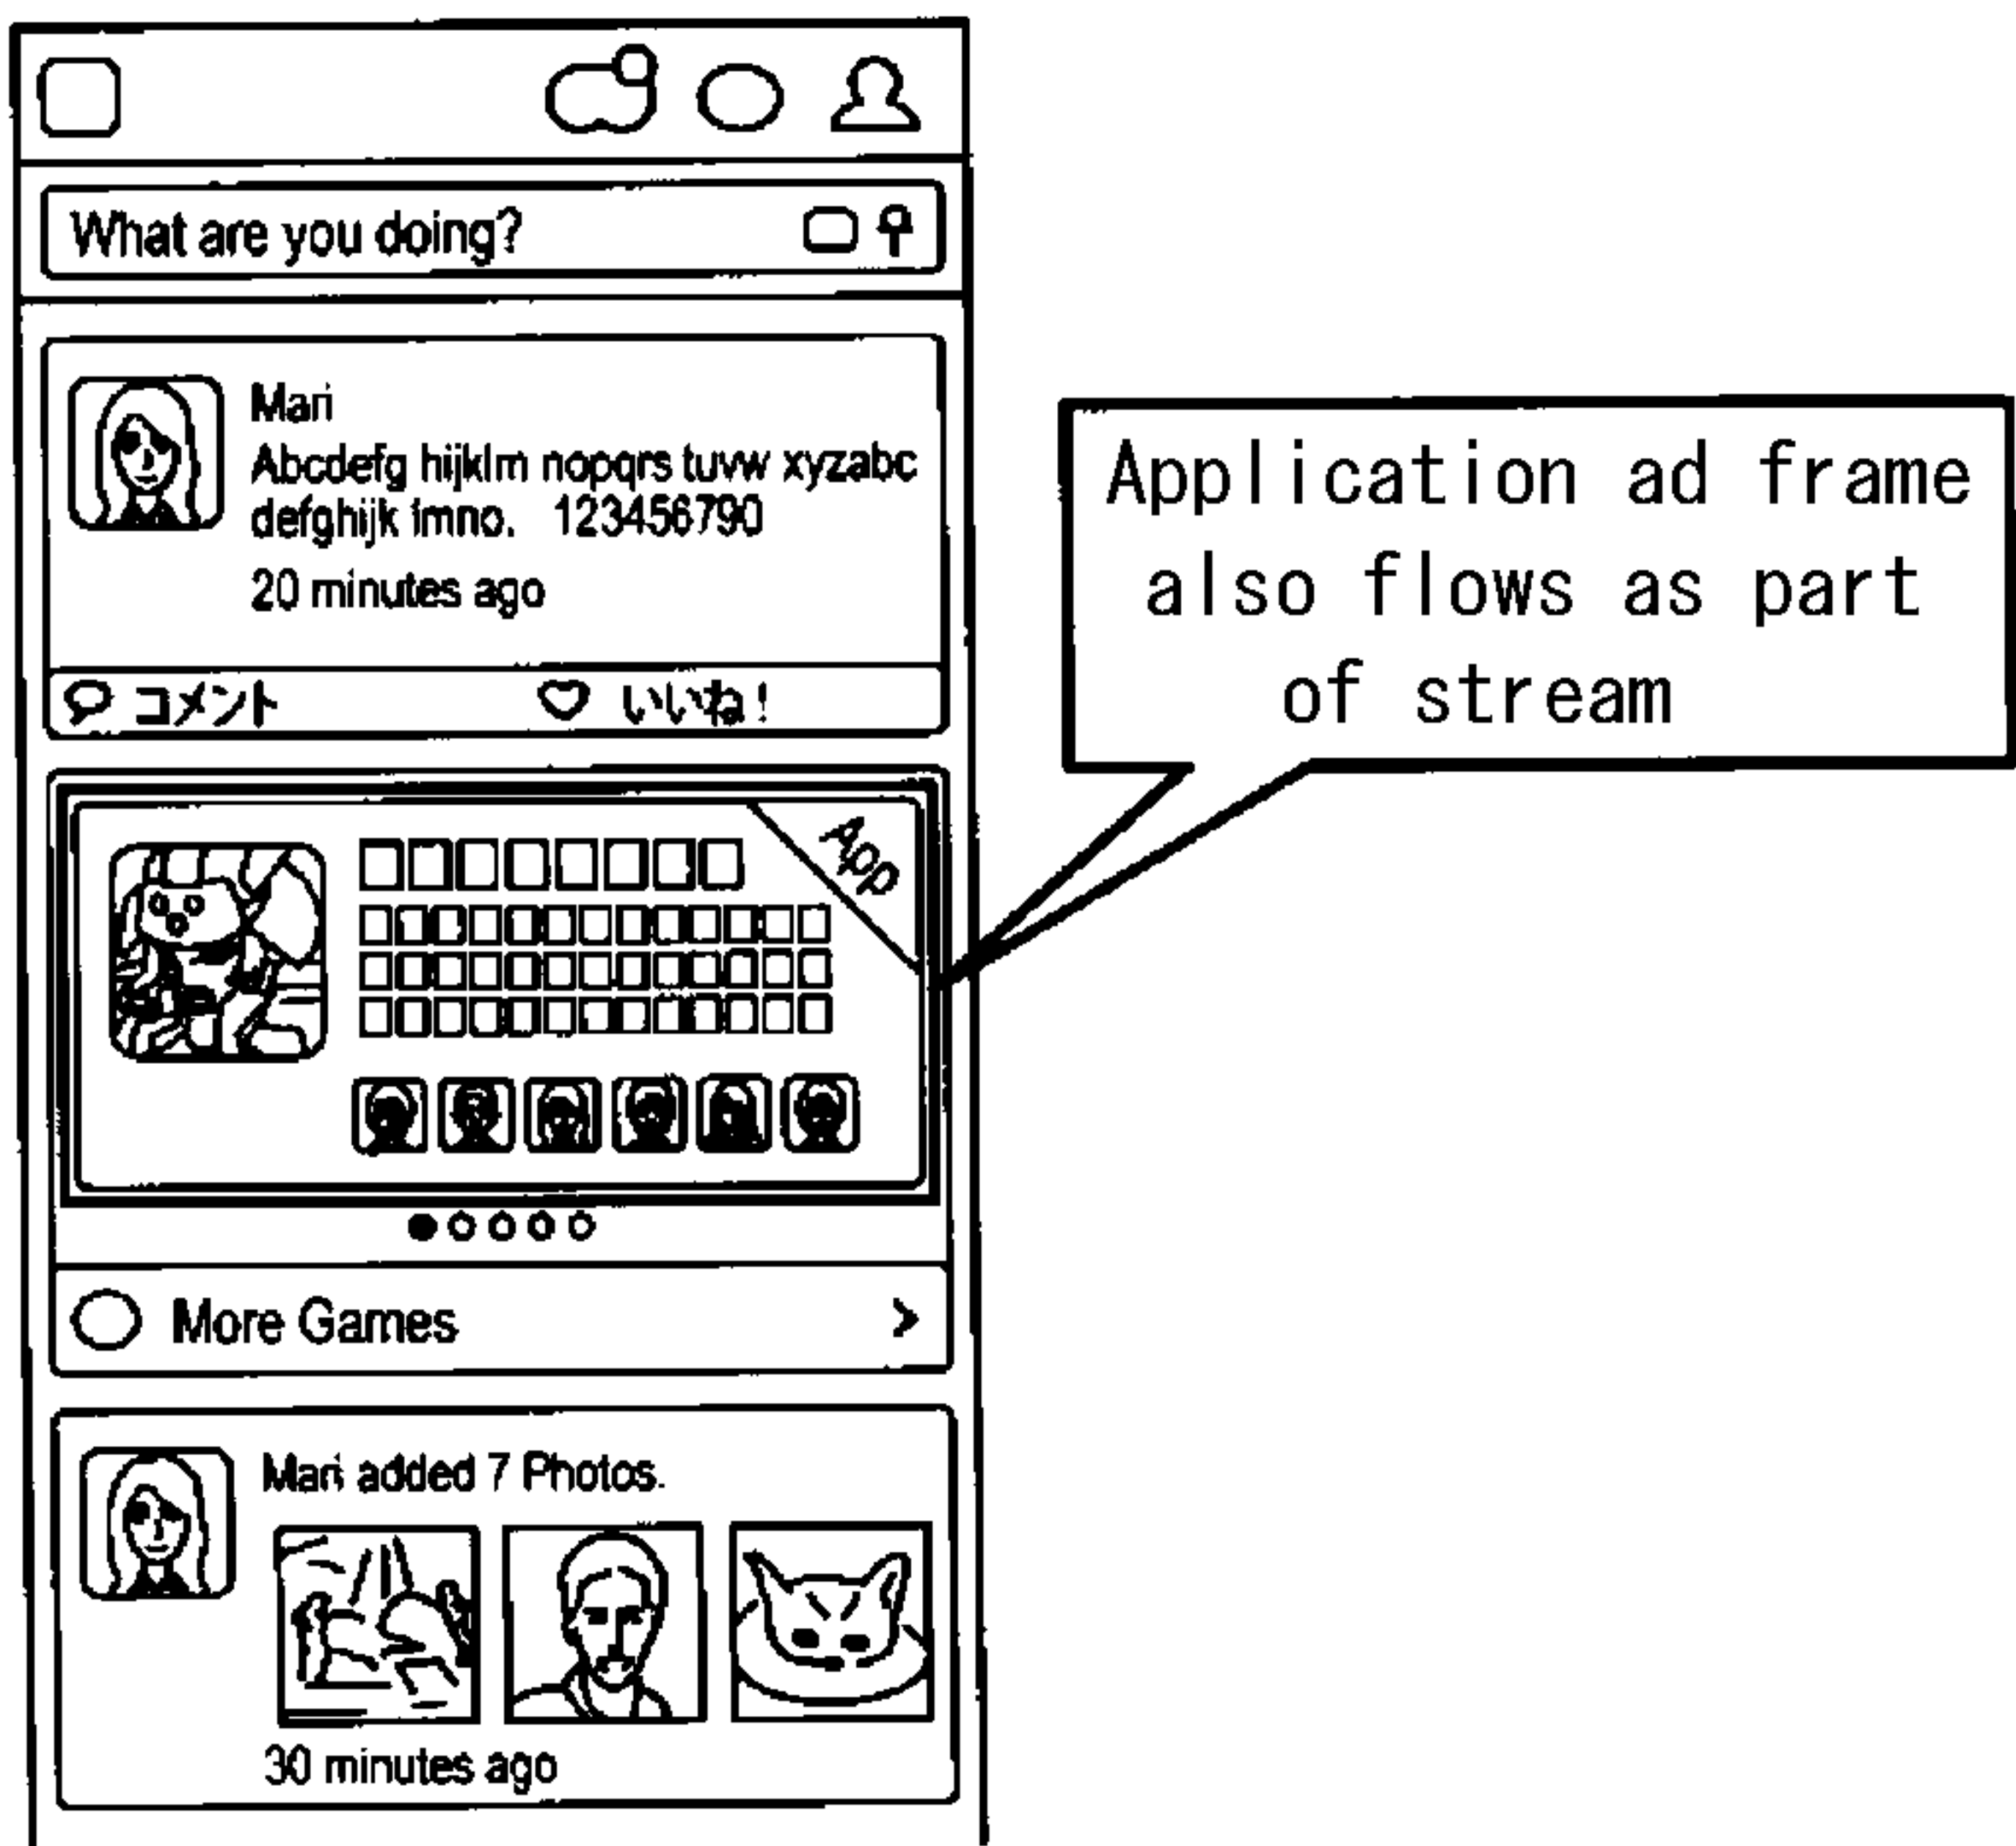 What are you doing?
Mari
Abcdefg hijklm nopqrs tuvw xyzabc
defghijk lmno. 123456790
20 minutes ago
コメント いいね!
App
More Games
Mari added 7 Photos.
30 minutes ago
Application ad frame
also flows as part
of stream